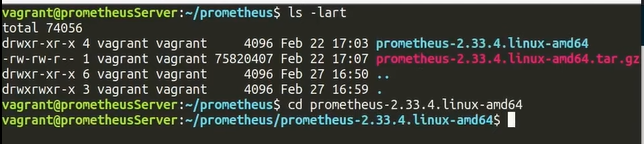 vagrant@prometheusServer:~/prometheus$ ls -lart
total 74056
drwxr-xr-x 4 vagrant vagrant     4096 Feb 22 17:03 prometheus-2.33.4.linux-amd64
-rw-rw-r-- 1 vagrant vagrant 75820407 Feb 22 17:07 prometheus-2.33.4.linux-amd64.tar.gz
drwxr-xr-x 6 vagrant vagrant     4096 Feb 27 16:50 ..
drwxrwxr-x 3 vagrant vagrant     4096 Feb 27 16:59 .
vagrant@prometheusServer:~/prometheus$ cd prometheus-2.33.4.linux-amd64
vagrant@prometheusServer:~/prometheus/prometheus-2.33.4.linux-amd64$